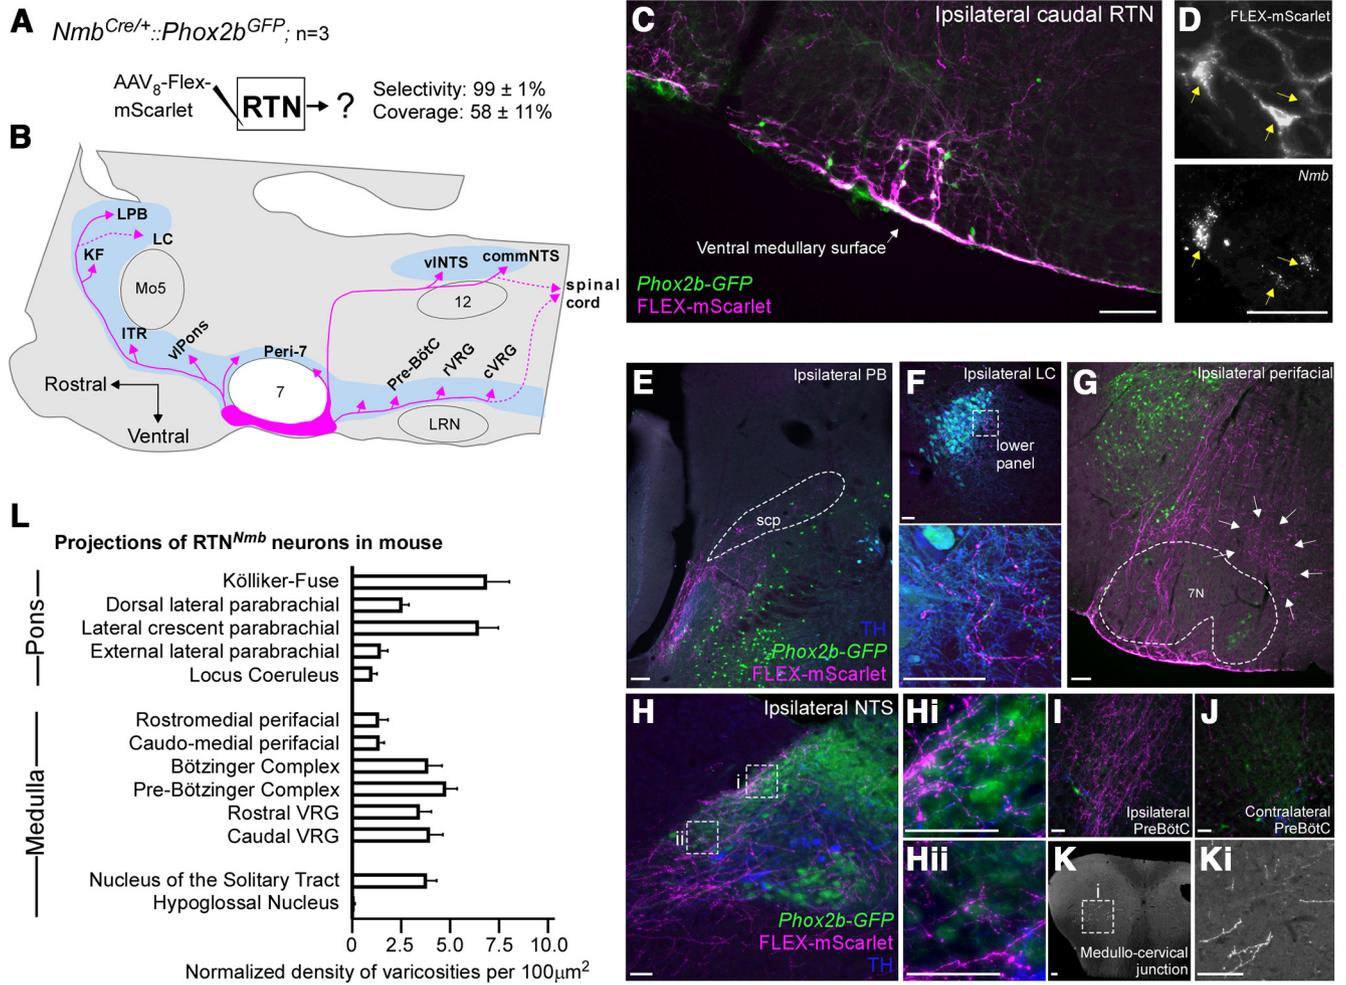 A
Nmb^Cre/+::Phox2b^GFP; n=3
AAV8-Flex-
mScarlet
RTN
?
Selectivity: 99 ± 1%
Coverage: 58 ± 11%
B
LPB
LC
KF
Mo5
ITR
vlPons
Peri-7
7
Pre-BötC
rVRG
cVRG
LRN
vlNTS
commNTS
12
spinal
cord
Rostral
Ventral
C
Ipsilateral caudal RTN
Ventral medullary surface
Phox2b-GFP
FLEX-mScarlet
D
FLEX-mScarlet
Nmb
E
Ipsilateral PB
scp
TH
Phox2b-GFP
FLEX-mScarlet
F
Ipsilateral LC
lower
panel
G
Ipsilateral perifacial
7N
H
Ipsilateral NTS
i
ii
Phox2b-GFP
FLEX-mScarlet
TH
Hi
Hii
I
Ipsilateral
PreBötC
J
Contralateral
PreBötC
K
i
Medullo-cervical
junction
Ki
L
Projections of RTN^Nmb neurons in mouse
Pons
Kölliker-Fuse
Dorsal lateral parabrachial
Lateral crescent parabrachial
External lateral parabrachial
Locus Coeruleus
Medulla
Rostromedial perifacial
Caudo-medial perifacial
Bötzinger Complex
Pre-Bötzinger Complex
Rostral VRG
Caudal VRG
Nucleus of the Solitary Tract
Hypoglossal Nucleus
0 2.5 5.0 7.5 10.0
Normalized density of varicosities per 100μm²